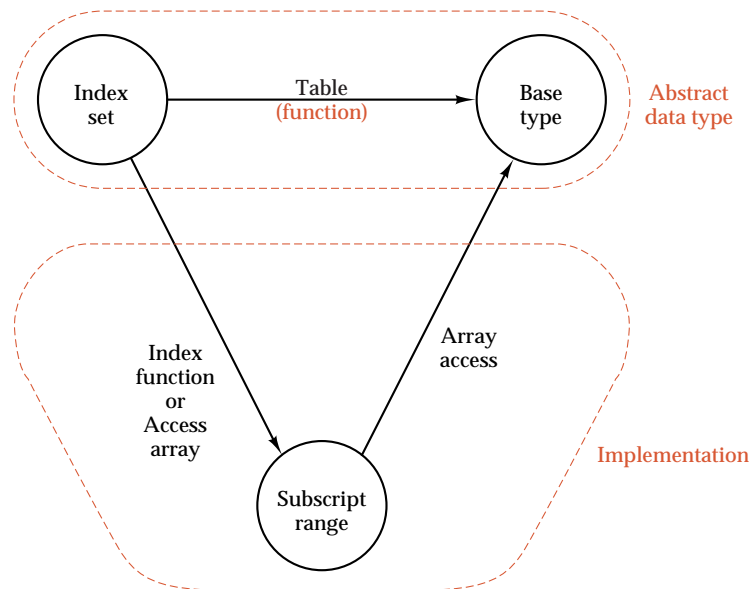 Index
set
Table
(function)
Base
type
Abstract
data type
Index
function
or
Access
array
Array
access
Implementation
Subscript
range